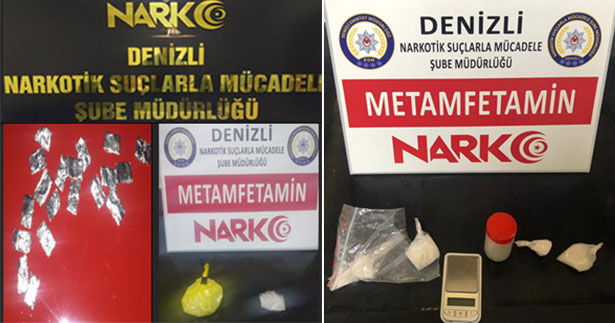 NARKO
DENİZLİ
NARKOTİK SUÇLARLA MÜCADELE
ŞUBE MÜDÜRLÜĞÜ
DENİZLİ
NARKOTİK SUÇLARLA MÜCADELE
ŞUBE MÜDÜRLÜĞÜ
METAMFETAMİN
NARKO
DENİZLİ
NARKOTİK SUÇLARLA MÜCADELE
ŞUBE MÜDÜRLÜĞÜ
METAMFETAMİN
NARKO